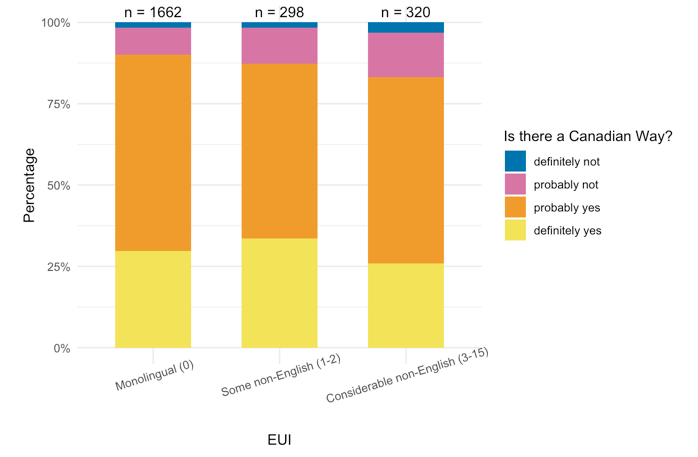 n = 1662 n = 298 n = 320
100%
75%
50%
25%
0%
Percentage
Monolingual (0) Some non-English (1-2) Considerable non-English (3-15)
EUI
Is there a Canadian Way?
definitely not
probably not
probably yes
definitely yes